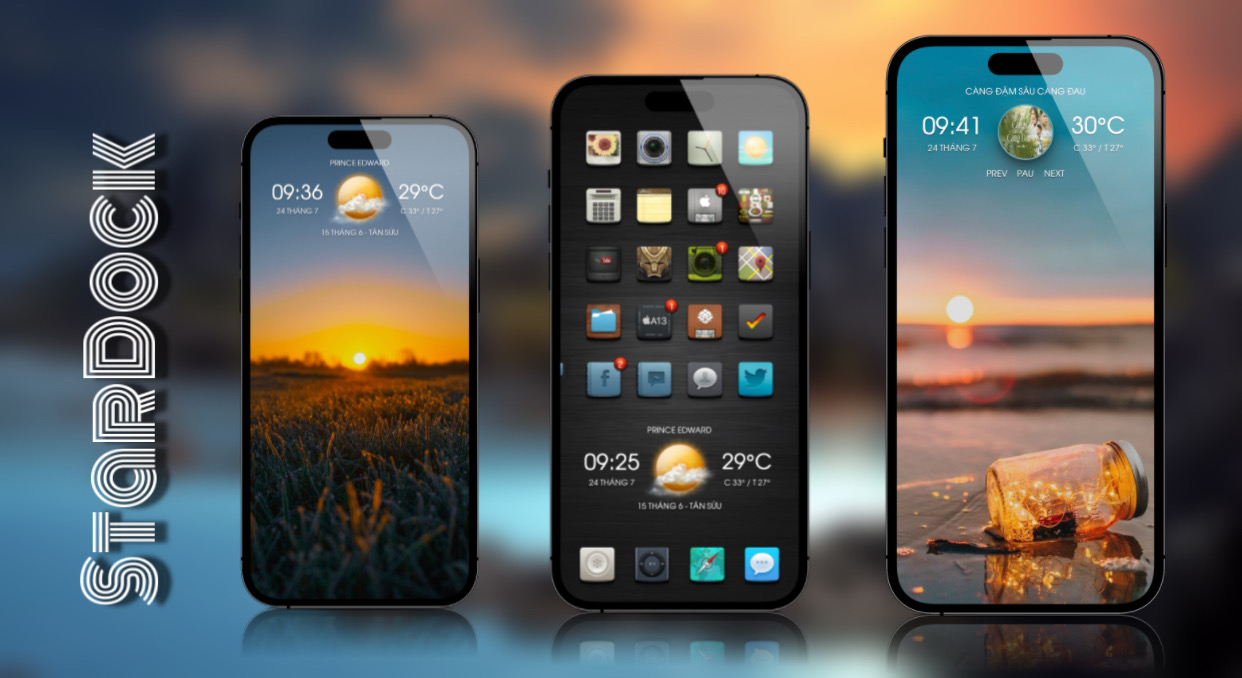 STARDOCK
PRINCE EDWARD
09:36 29°C
24 THÁNG 7 C 33° / T 27°
15 THÁNG 6 - TÂN SỬU
10
1
A13 1
2
PRINCE EDWARD
09:25 29°C
24 THÁNG 7 C 33° / T 27°
15 THÁNG 6 - TÂN SỬU
CÀNG ĐẬM SÂU CÀNG ĐAU
09:41 30°C
24 THÁNG 7 C 33° / T 27°
PREV PAU NEXT